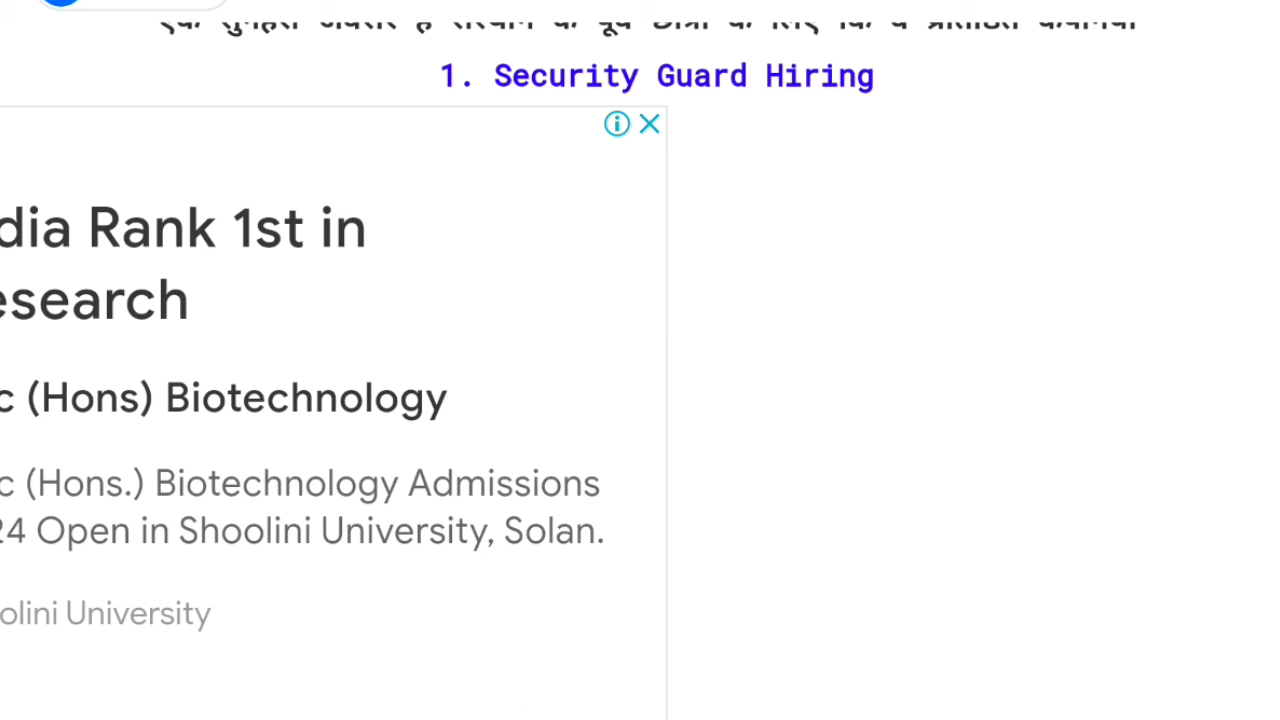 1. Security Guard Hiring
dia Rank 1st in
esearch
c (Hons) Biotechnology
c (Hons.) Biotechnology Admissions
24 Open in Shoolini University, Solan.
olini University